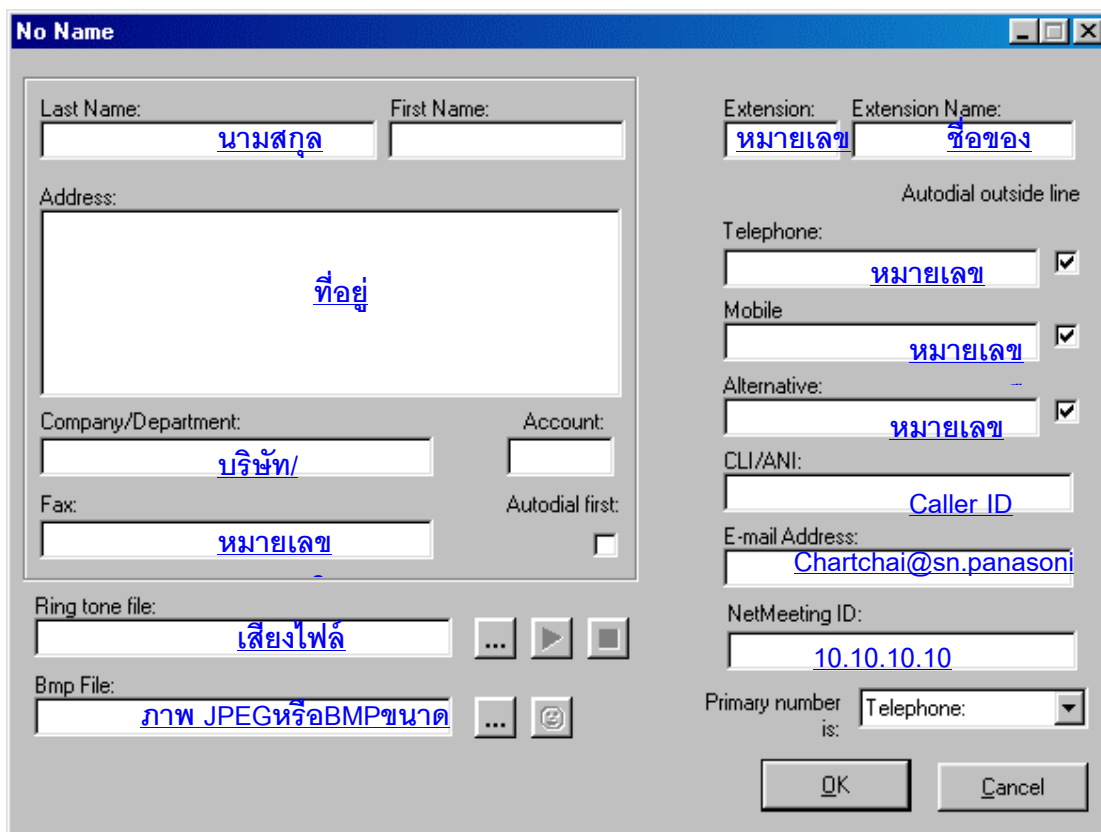 No Name
Last Name: First Name:
นามสกุล
Address:
ที่อยู่
Company/Department: Account:
บริษัท/
Fax: Autodial first:
หมายเลข
Ring tone file:
เสียงไฟล์
...
Bmp File:
ภาพ JPEGหรือBMPขนาด
...
Extension: Extension Name:
หมายเลข ชื่อของ
Autodial outside line
Telephone:
หมายเลข
Mobile
หมายเลข
Alternative:
หมายเลข
CLI/ANI:
Caller ID
E-mail Address:
Chartchai@sn.panasoni
NetMeeting ID:
10.10.10.10
Primary number
is:
Telephone:
OK Cancel